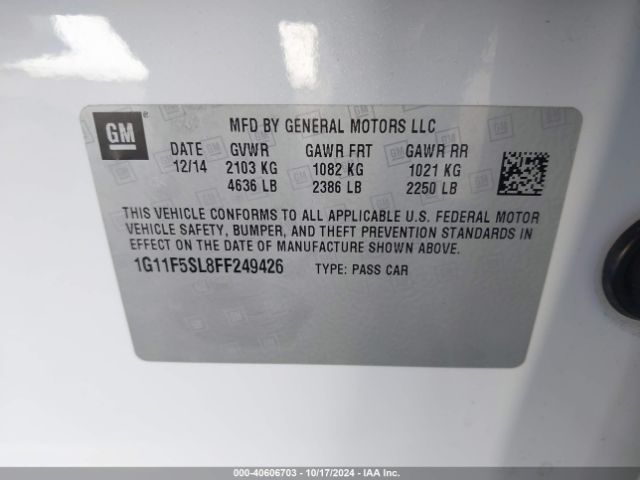 GM
®
MFD BY GENERAL MOTORS LLC
DATE GVWR GAWR FRT GAWR RR
12/14 2103 KG 1082 KG 1021 KG
4636 LB 2386 LB 2250 LB
THIS VEHICLE CONFORMS TO ALL APPLICABLE U.S. FEDERAL MOTOR
VEHICLE SAFETY, BUMPER, AND THEFT PREVENTION STANDARDS IN
EFFECT ON THE DATE OF MANUFACTURE SHOWN ABOVE.
1G11F5SL8FF249426 TYPE: PASS CAR
000-40606703 - 10/17/2024 - IAA Inc.